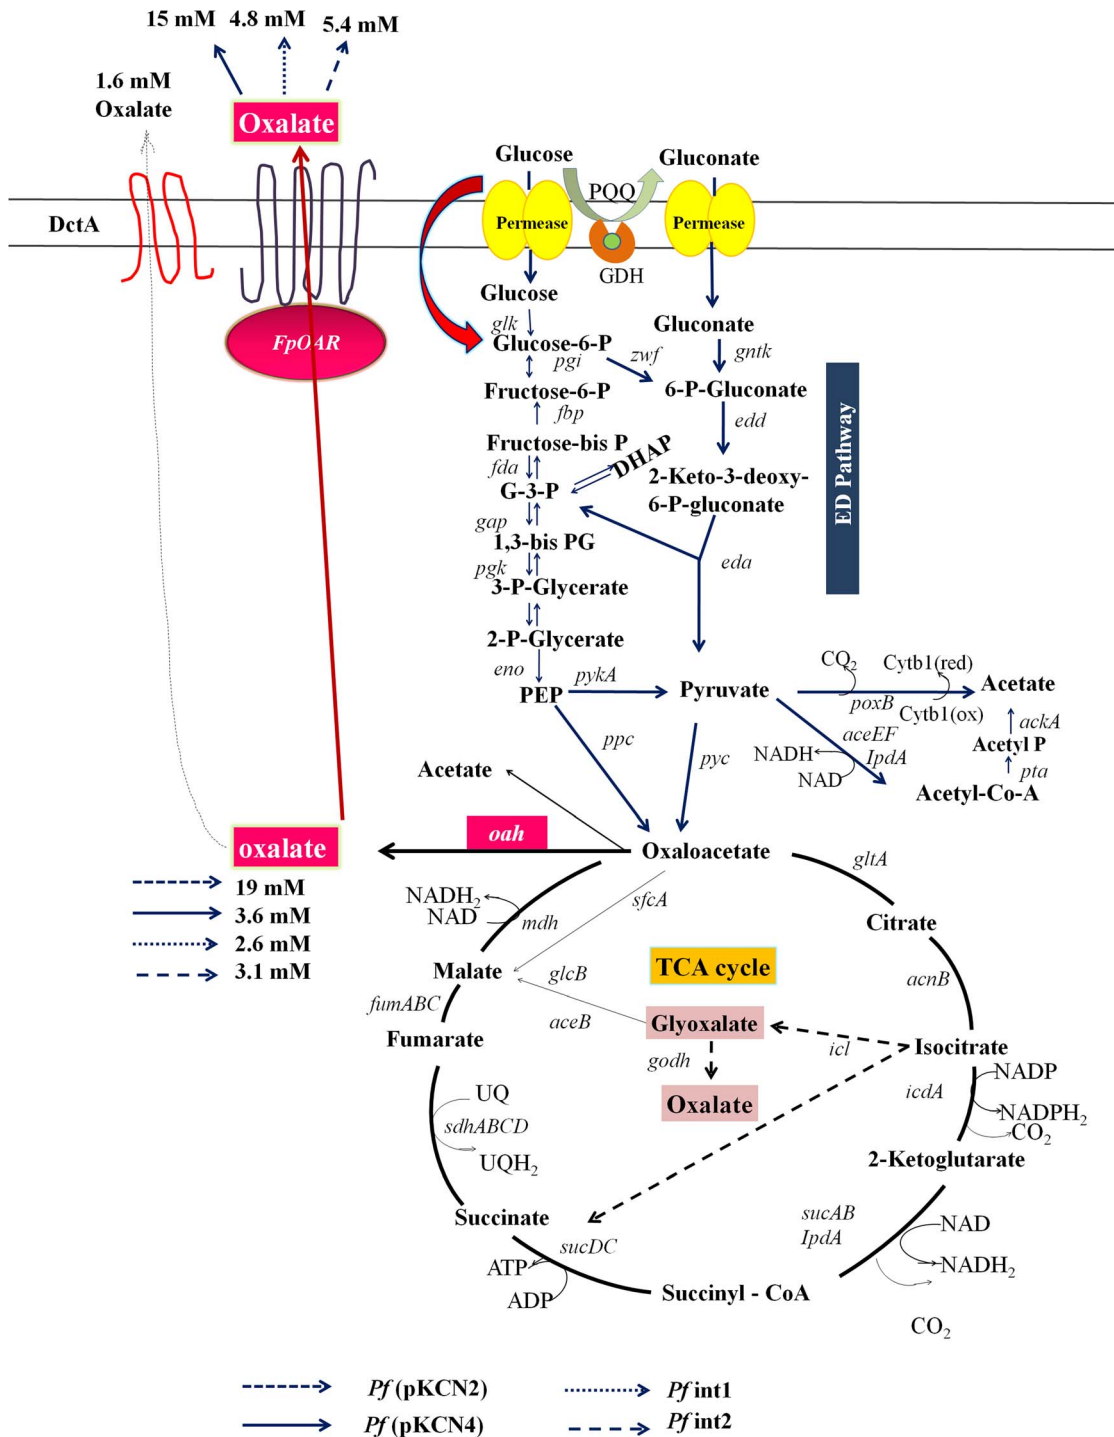 15 mM
4.8 mM
5.4 mM
1.6 mM
Oxalate
Oxalate
Glucose
Gluconate
PQQ
DctA
Permease
Permease
GDH
Glucose
glk
Gluconate
FpOAR
Glucose-6-P
pgi
zwf
gntk
Fructose-6-P
6-P-Gluconate
fbp
edd
Fructose-bis P
DHAP
fda
2-Keto-3-deoxy-
6-P-gluconate
G-3-P
ED Pathway
gap
1,3-bis PG
eda
pgk
3-P-Glycerate
2-P-Glycerate
eno
PEP
pykA
Pyruvate
CO2
Cytb1(red)
poxB
Cytb1(ox)
Acetate
ackA
ppc
pyc
aceEF
IpdA
NADH
NAD
Acetyl P
pta
Acetyl-Co-A
Acetate
oah
oxalate
Oxaloacetate
gltA
19 mM
3.6 mM
2.6 mM
3.1 mM
NADH2
NAD
mdh
sfcA
Citrate
Malate
glcB
TCA cycle
acnB
fumABC
aceB
Glyoxalate
Fumarate
godh
icl
Isocitrate
NADP
icdA
Oxalate
UQ
NADPH2
CO2
sdhABCD
UQH2
2-Ketoglutarate
Succinate
sucAB
IpdA
NAD
sucDC
ATP
NADH2
ADP
Succinyl - CoA
CO2
Pf (pKCN2)
Pf int1
Pf (pKCN4)
Pf int2